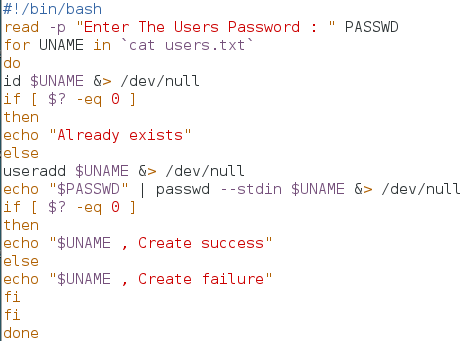 #!/bin/bash
read -p "Enter The Users Password : " PASSWD
for UNAME in `cat users.txt`
do
id $UNAME &> /dev/null
if [ $? -eq 0 ]
then
echo "Already exists"
else
useradd $UNAME &> /dev/null
echo "$PASSWD" | passwd --stdin $UNAME &> /dev/null
if [ $? -eq 0 ]
then
echo "$UNAME , Create success"
else
echo "$UNAME , Create failure"
fi
fi
done